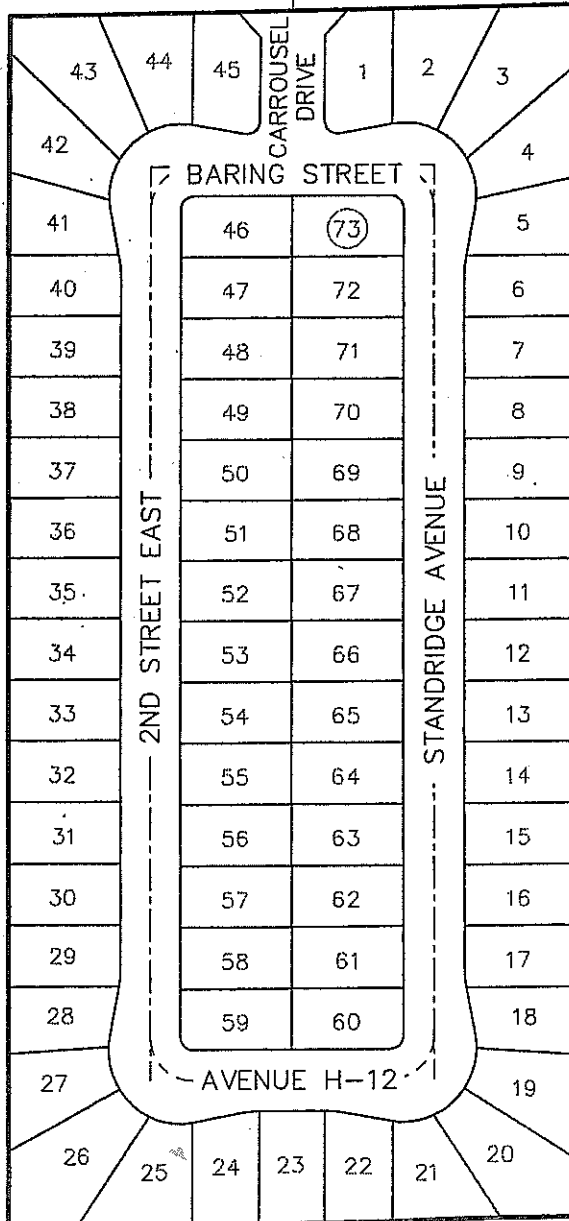 43 44 45 CARROUSEL DRIVE 1 2 3
42 4
BARING STREET
41 46 73 5
40 47 72 6
39 48 71 7
38 49 70 8
37 50 69 9
36 51 68 10
35 52 67 11
34 53 66 12
33 54 65 13
32 55 64 14
31 56 63 15
30 57 62 16
29 58 61 17
28 59 60 18
2ND STREET EAST
STANDRIDGE AVENUE
27 AVENUE H-12 19
26 25 24 23 22 21 20